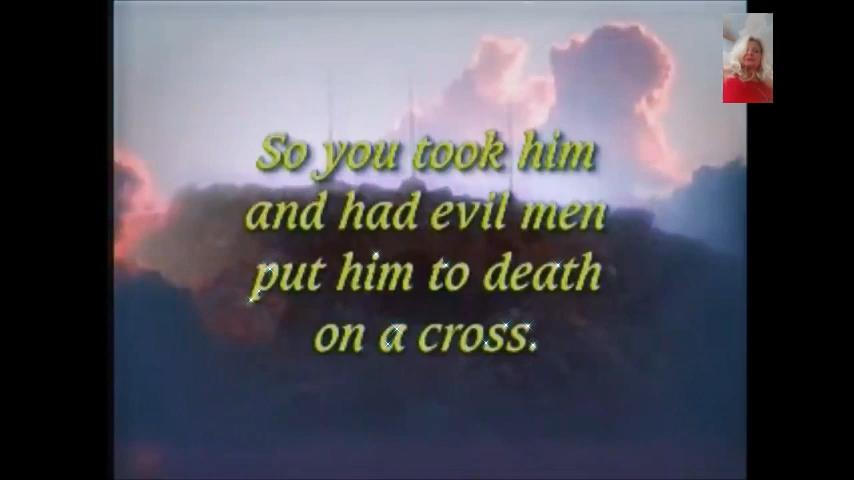 So you took him
and had evil men
put him to death
on a cross.